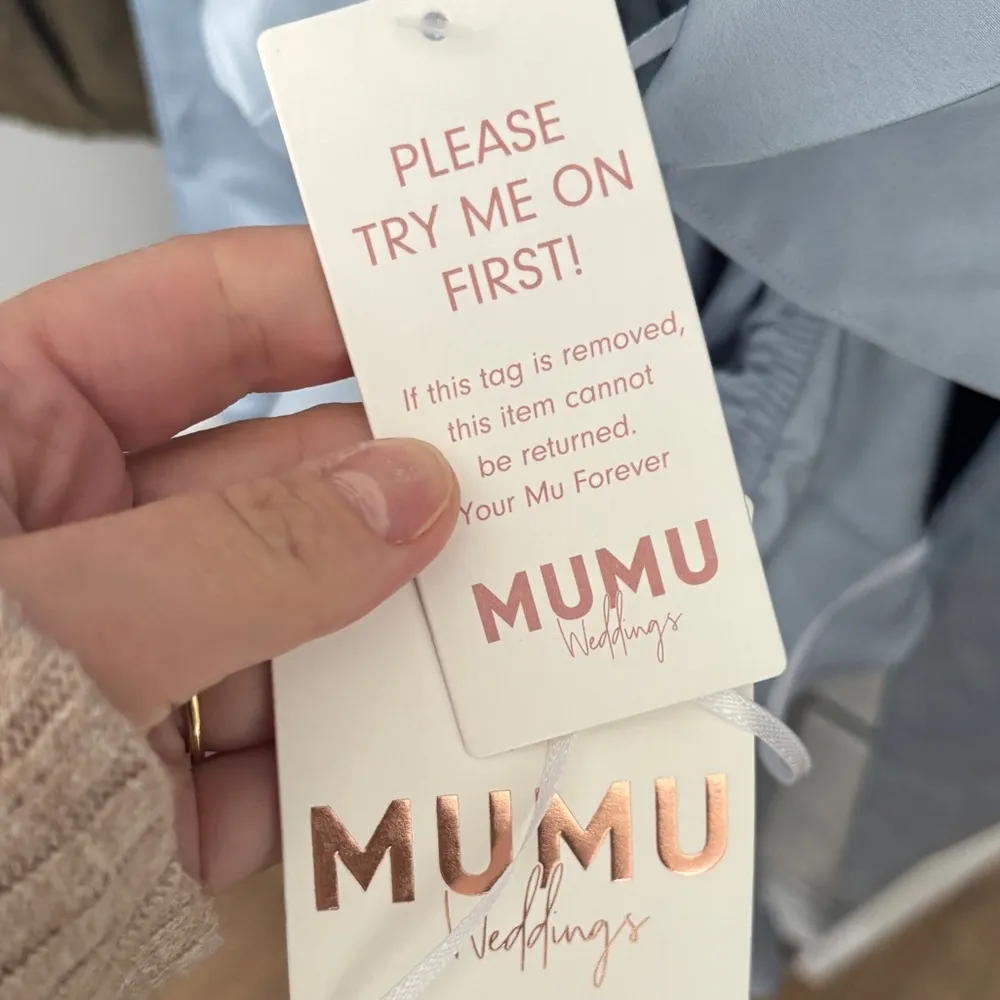 PLEASE
TRY ME ON
FIRST!
If this tag is removed,
this item cannot
be returned.
Your Mu Forever
MUMU
Weddings
MUMU
Weddings